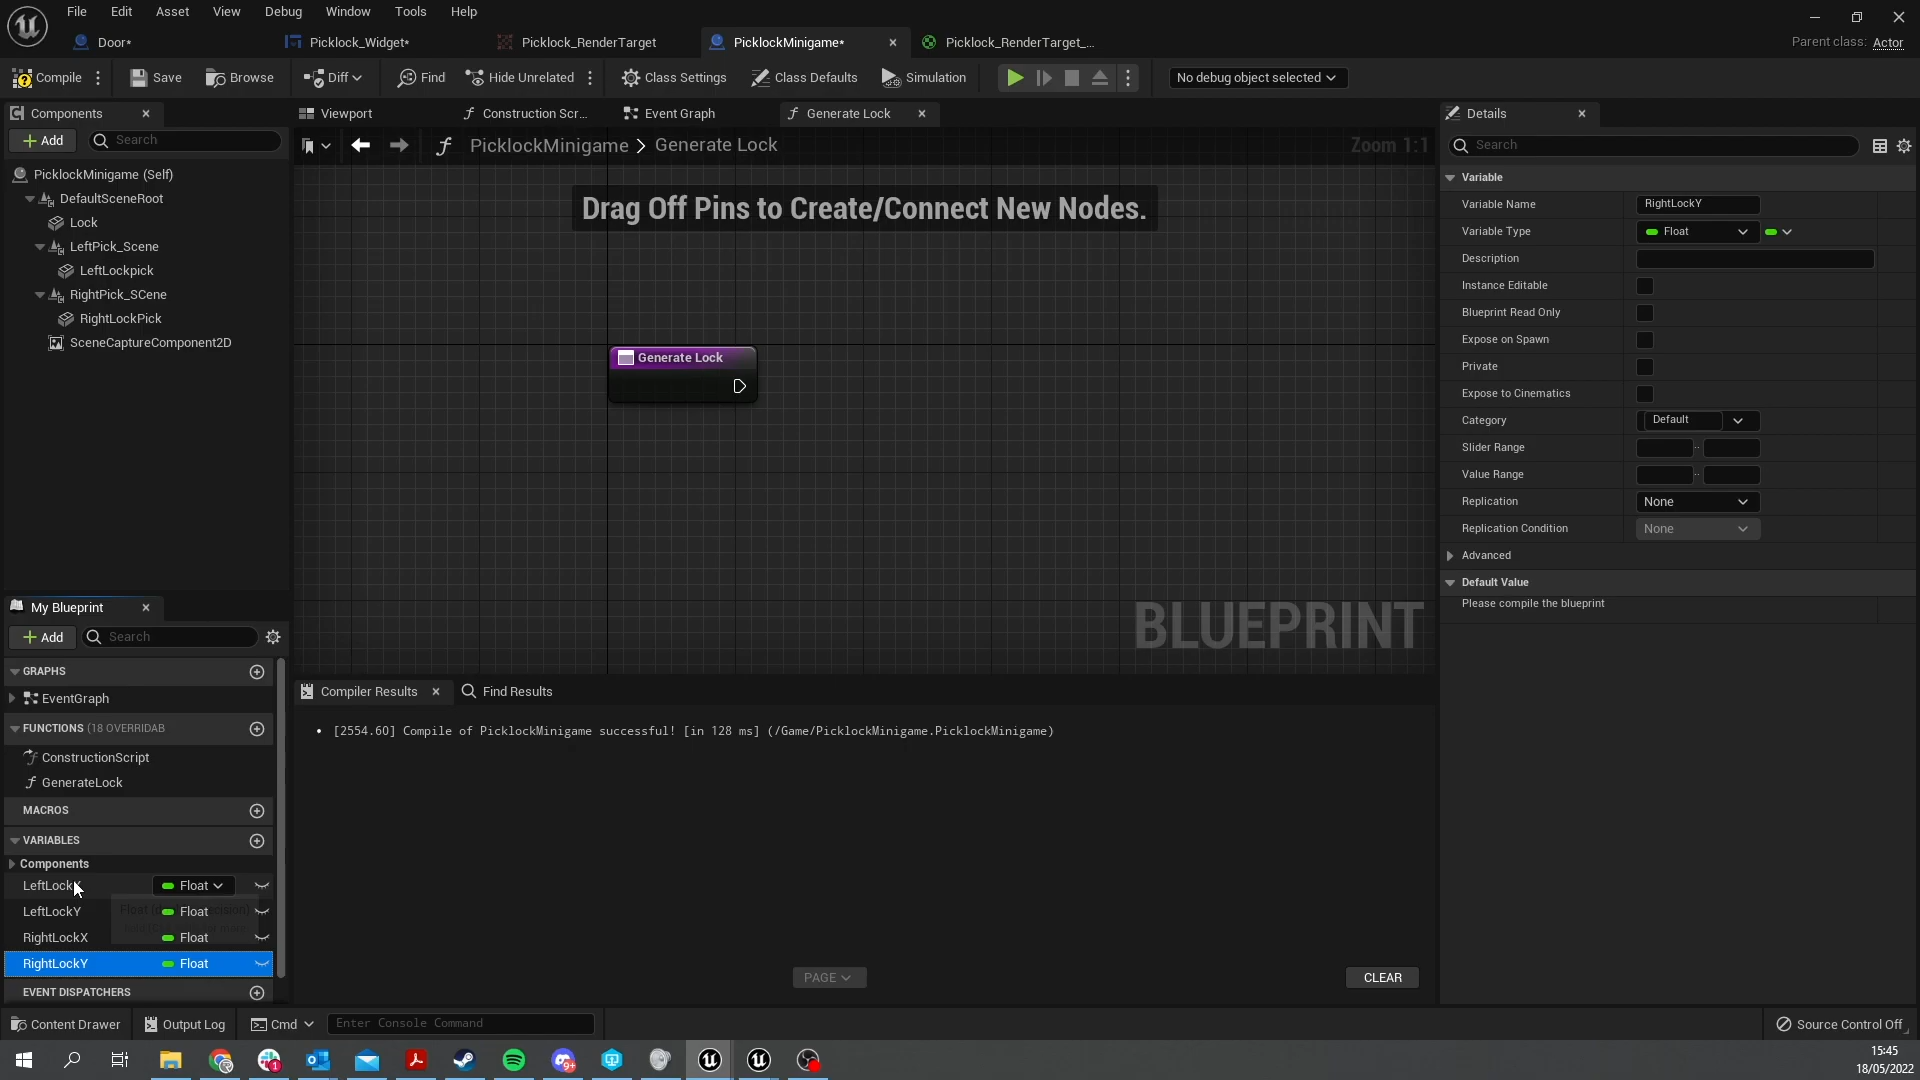 File Edit Asset View Debug Window Tools Help
Door* Picklock_Widget* Picklock_RenderTarget PicklockMinigame* Picklock_RenderTarget_... Parent class: Actor
Compile Save Browse Diff Find Hide Unrelated Class Settings Class Defaults Simulation No debug object selected
Components Viewport Construction Scr... Event Graph Generate Lock Details
Add Search PicklockMinigame > Generate Lock Zoom 1:1 Search
PicklockMinigame (Self)
DefaultSceneRoot
Lock
LeftPick_Scene
LeftLockpick
RightPick_SCene
RightLockPick
SceneCaptureComponent2D
Drag Off Pins to Create/Connect New Nodes.
Generate Lock
BLUEPRINT
Variable
Variable Name RightLockY
Variable Type Float
Description
Instance Editable
Blueprint Read Only
Expose on Spawn
Private
Expose to Cinematics
Category Default
Slider Range
Value Range
Replication None
Replication Condition None
Advanced
Default Value
Please compile the blueprint
My Blueprint
Add Search
GRAPHS
EventGraph
FUNCTIONS (18 OVERRIDAB
ConstructionScript
GenerateLock
MACROS
VARIABLES
Components
LeftLockX Float
LeftLockY Float
RightLockX Float
RightLockY Float
EVENT DISPATCHERS
Compiler Results Find Results
• [2554.60] Compile of PicklockMinigame successful! [in 128 ms] (/Game/PicklockMinigame.PicklockMinigame)
PAGE CLEAR
Content Drawer Output Log Cmd Enter Console Command Source Control Off
1 9+
15:45
18/05/2022